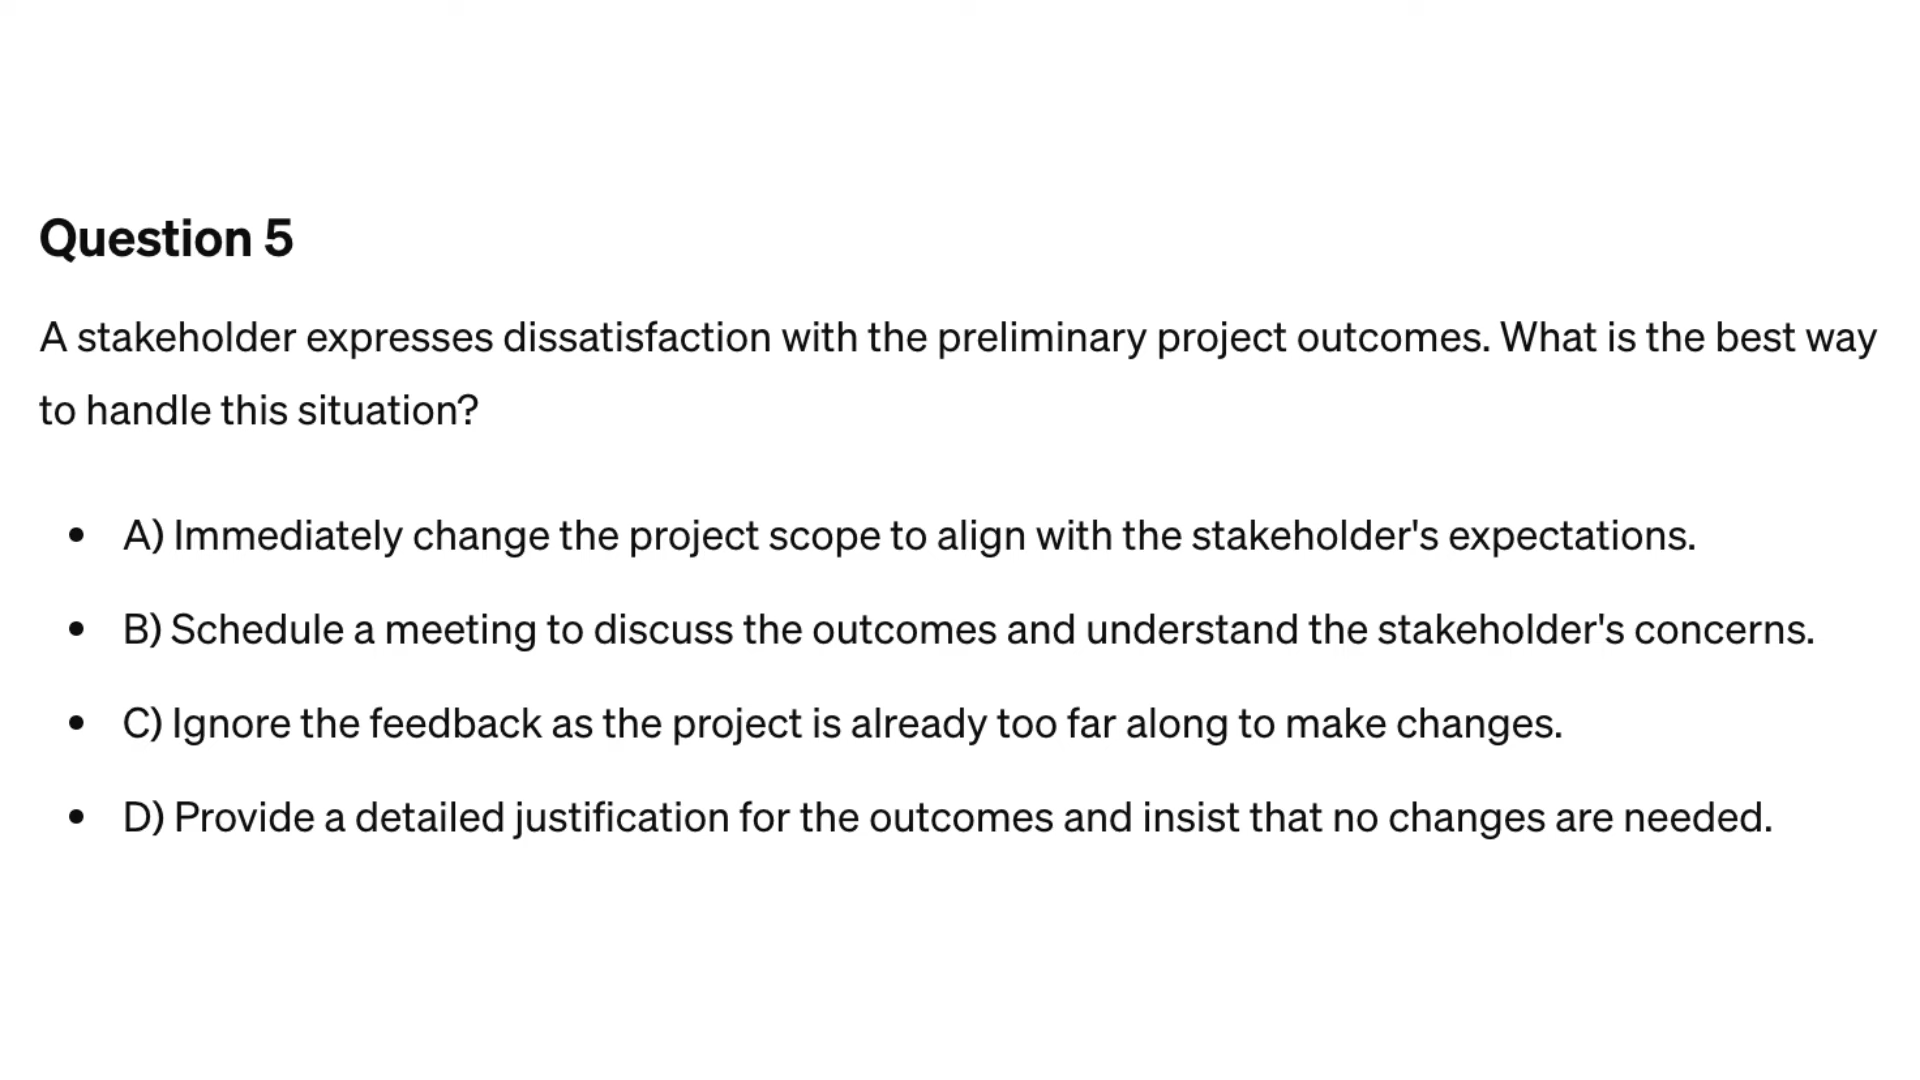 Question 5
A stakeholder expresses dissatisfaction with the preliminary project outcomes. What is the best way
to handle this situation?
• A) Immediately change the project scope to align with the stakeholder's expectations.
• B) Schedule a meeting to discuss the outcomes and understand the stakeholder's concerns.
• C) Ignore the feedback as the project is already too far along to make changes.
• D) Provide a detailed justification for the outcomes and insist that no changes are needed.